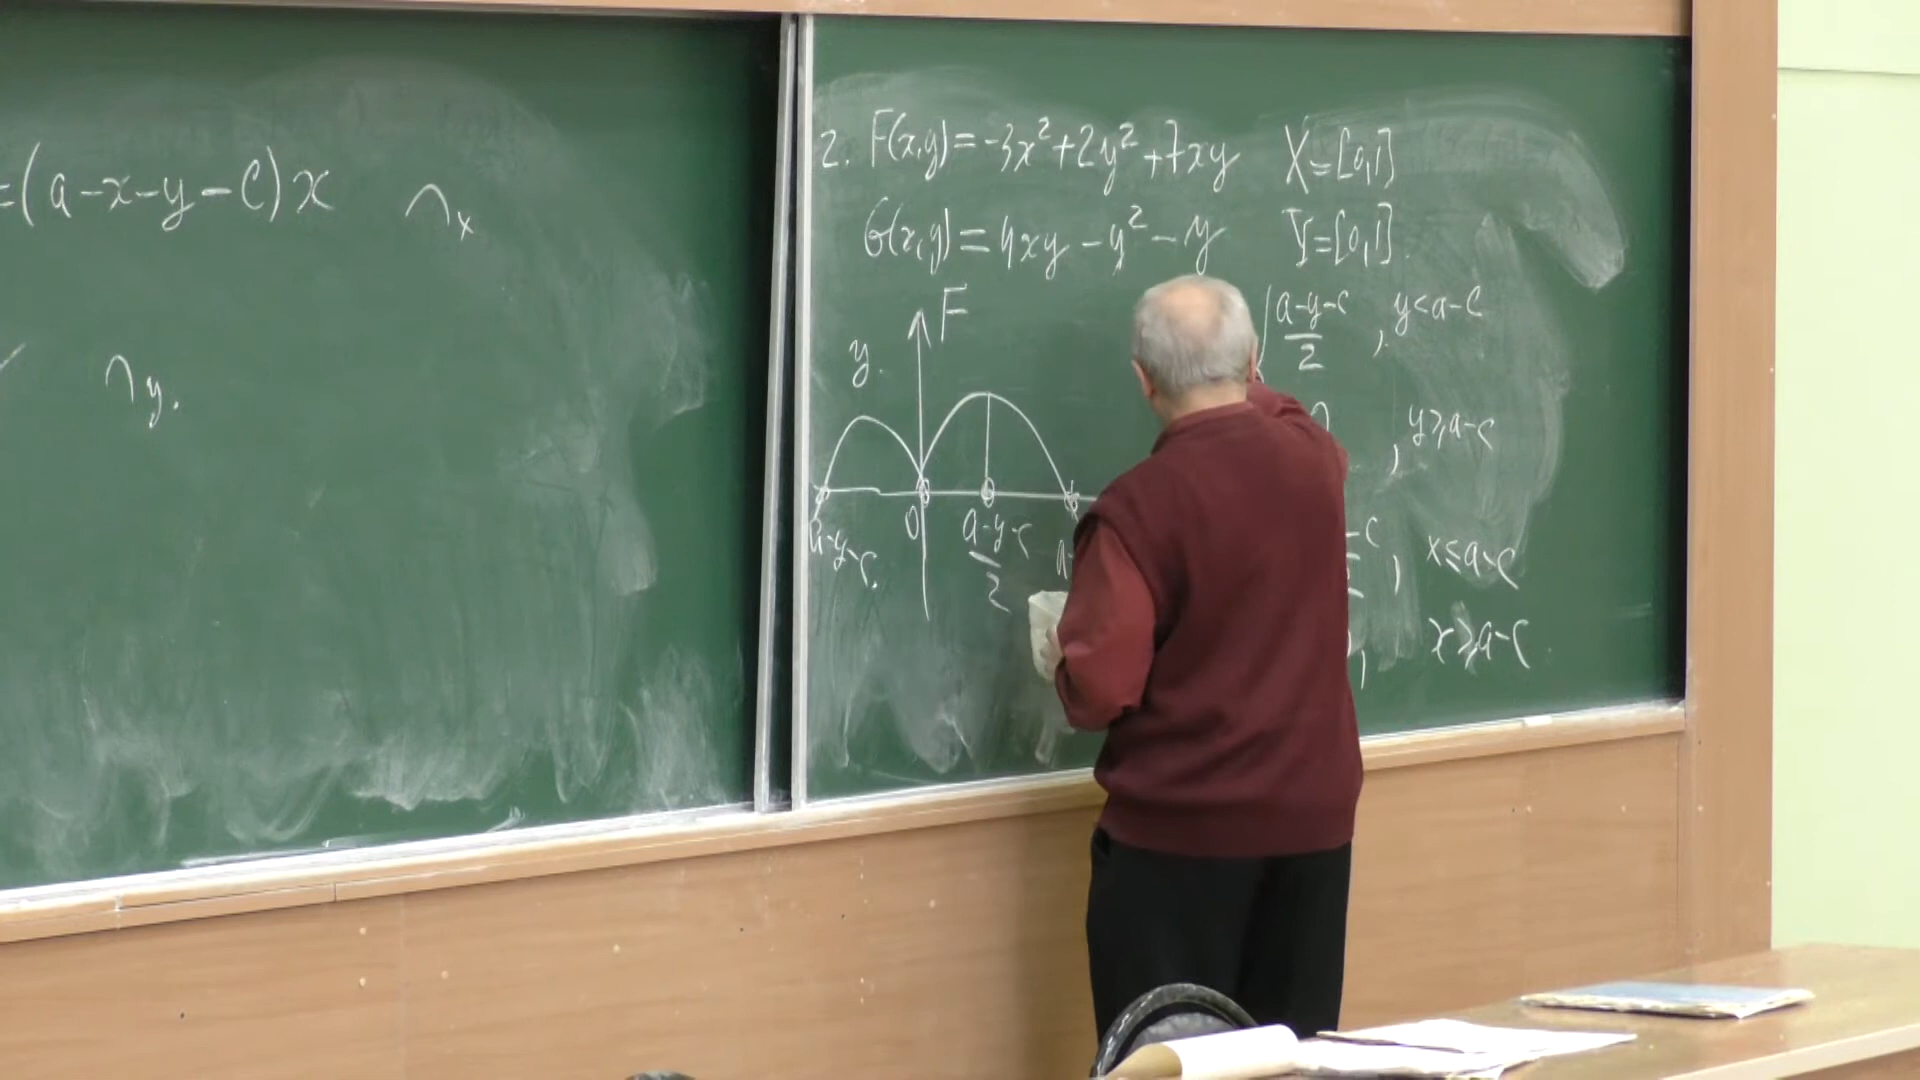 =(a-x-y-C)x ∩x
∩y.
2. F(x,y)=-3x²+2y²+7xy X=[0,1]
G(x,y)=4xy-y²-y Y=[0,1].
F
y.
a-y-C
0
a-y-C
2
a-y-C
2
, y<a-C
, y≥a-C
-C
, x≤a-C
, x≥a-C